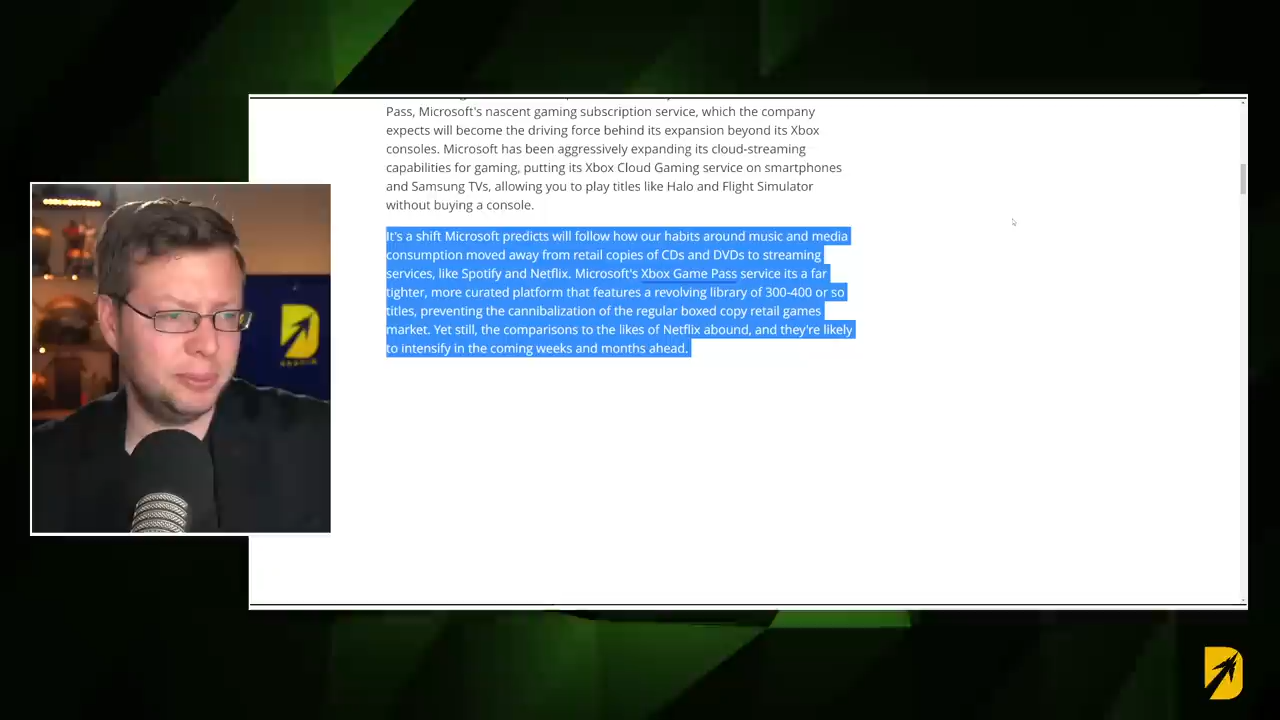 Pass, Microsoft's nascent gaming subscription service, which the company
expects will become the driving force behind its expansion beyond its Xbox
consoles. Microsoft has been aggressively expanding its cloud-streaming
capabilities for gaming, putting its Xbox Cloud Gaming service on smartphones
and Samsung TVs, allowing you to play titles like Halo and Flight Simulator
without buying a console.
It's a shift Microsoft predicts will follow how our habits around music and media
consumption moved away from retail copies of CDs and DVDs to streaming
services, like Spotify and Netflix. Microsoft's Xbox Game Pass service its a far
tighter, more curated platform that features a revolving library of 300-400 or so
titles, preventing the cannibalization of the regular boxed copy retail games
market. Yet still, the comparisons to the likes of Netflix abound, and they're likely
to intensify in the coming weeks and months ahead.